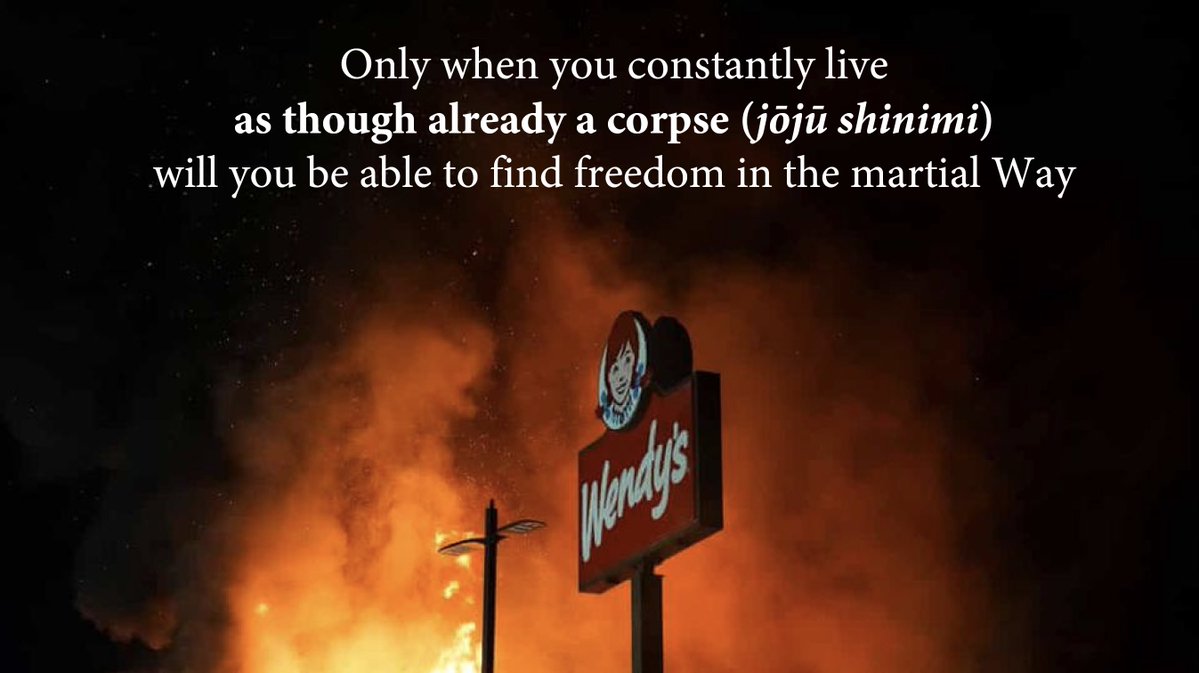 Only when you constantly live
as though already a corpse (jōjū shinimi)
will you be able to find freedom in the martial Way
Wendy's